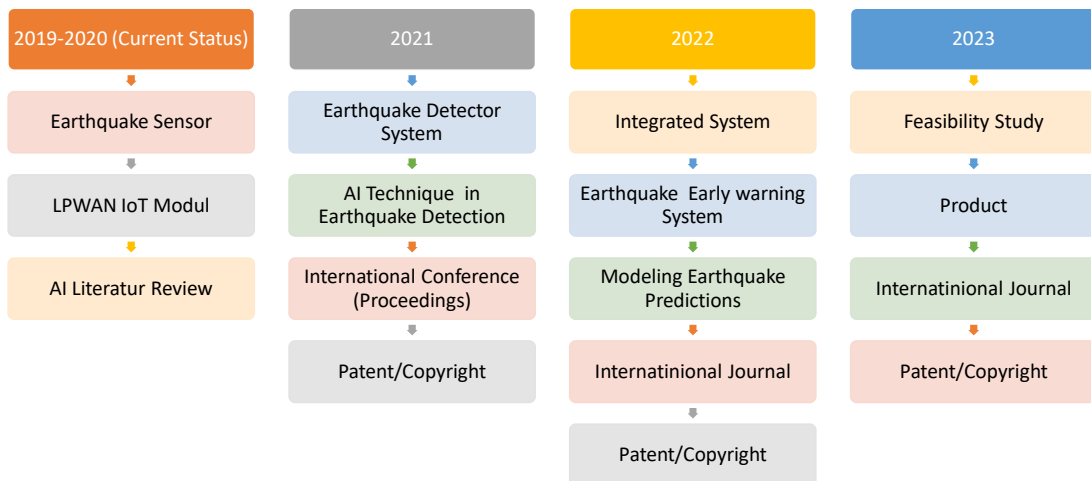 2019-2020 (Current Status)
Earthquake Sensor
LPWAN IoT Modul
AI Literatur Review
2021
Earthquake Detector
System
AI Technique in
Earthquake Detection
International Conference
(Proceedings)
Patent/Copyright
2022
Integrated System
Earthquake Early warning
System
Modeling Earthquake
Predictions
Internatinional Journal
Patent/Copyright
2023
Feasibility Study
Product
Internatinional Journal
Patent/Copyright